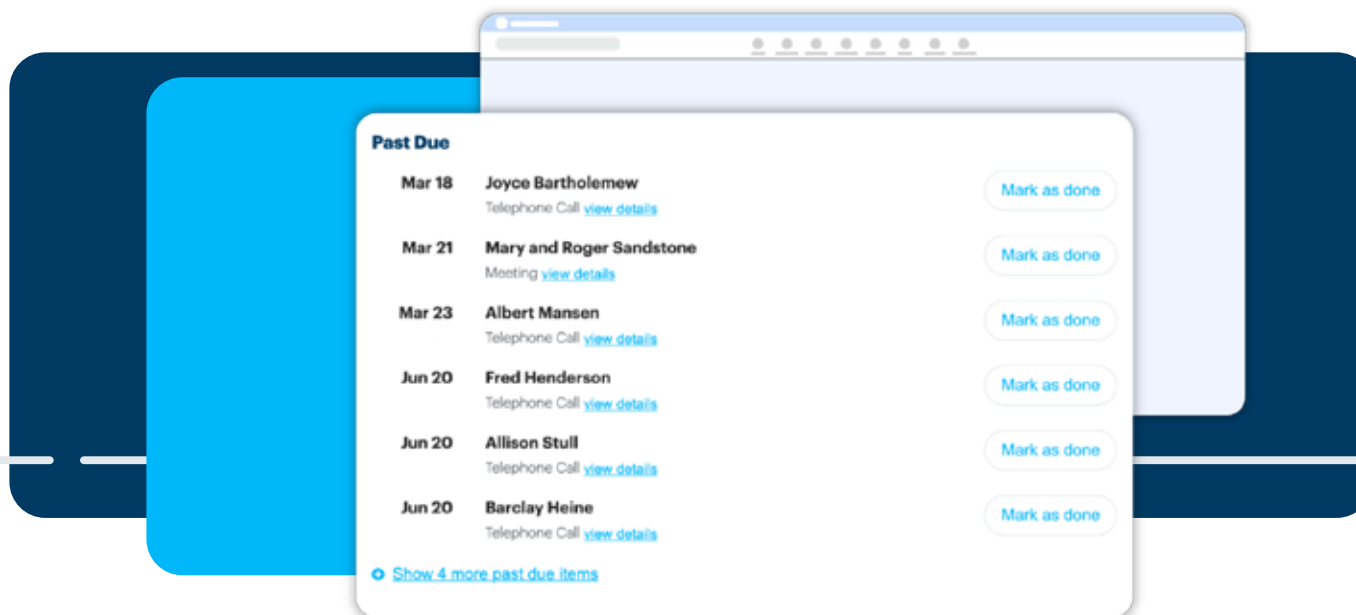 Past Due
Mar 18 Joyce Bartholemew Mark as done
Telephone Call view details
Mar 21 Mary and Roger Sandstone Mark as done
Meeting view details
Mar 23 Albert Mansen Mark as done
Telephone Call view details
Jun 20 Fred Henderson Mark as done
Telephone Call view details
Jun 20 Allison Stull Mark as done
Telephone Call view details
Jun 20 Barclay Heine Mark as done
Telephone Call view details
Show 4 more past due items